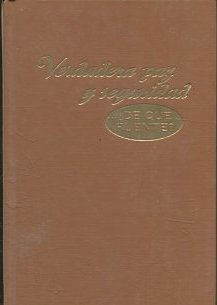 Verdadera paz
y seguridad
¿DE QUÉ
FUENTE?